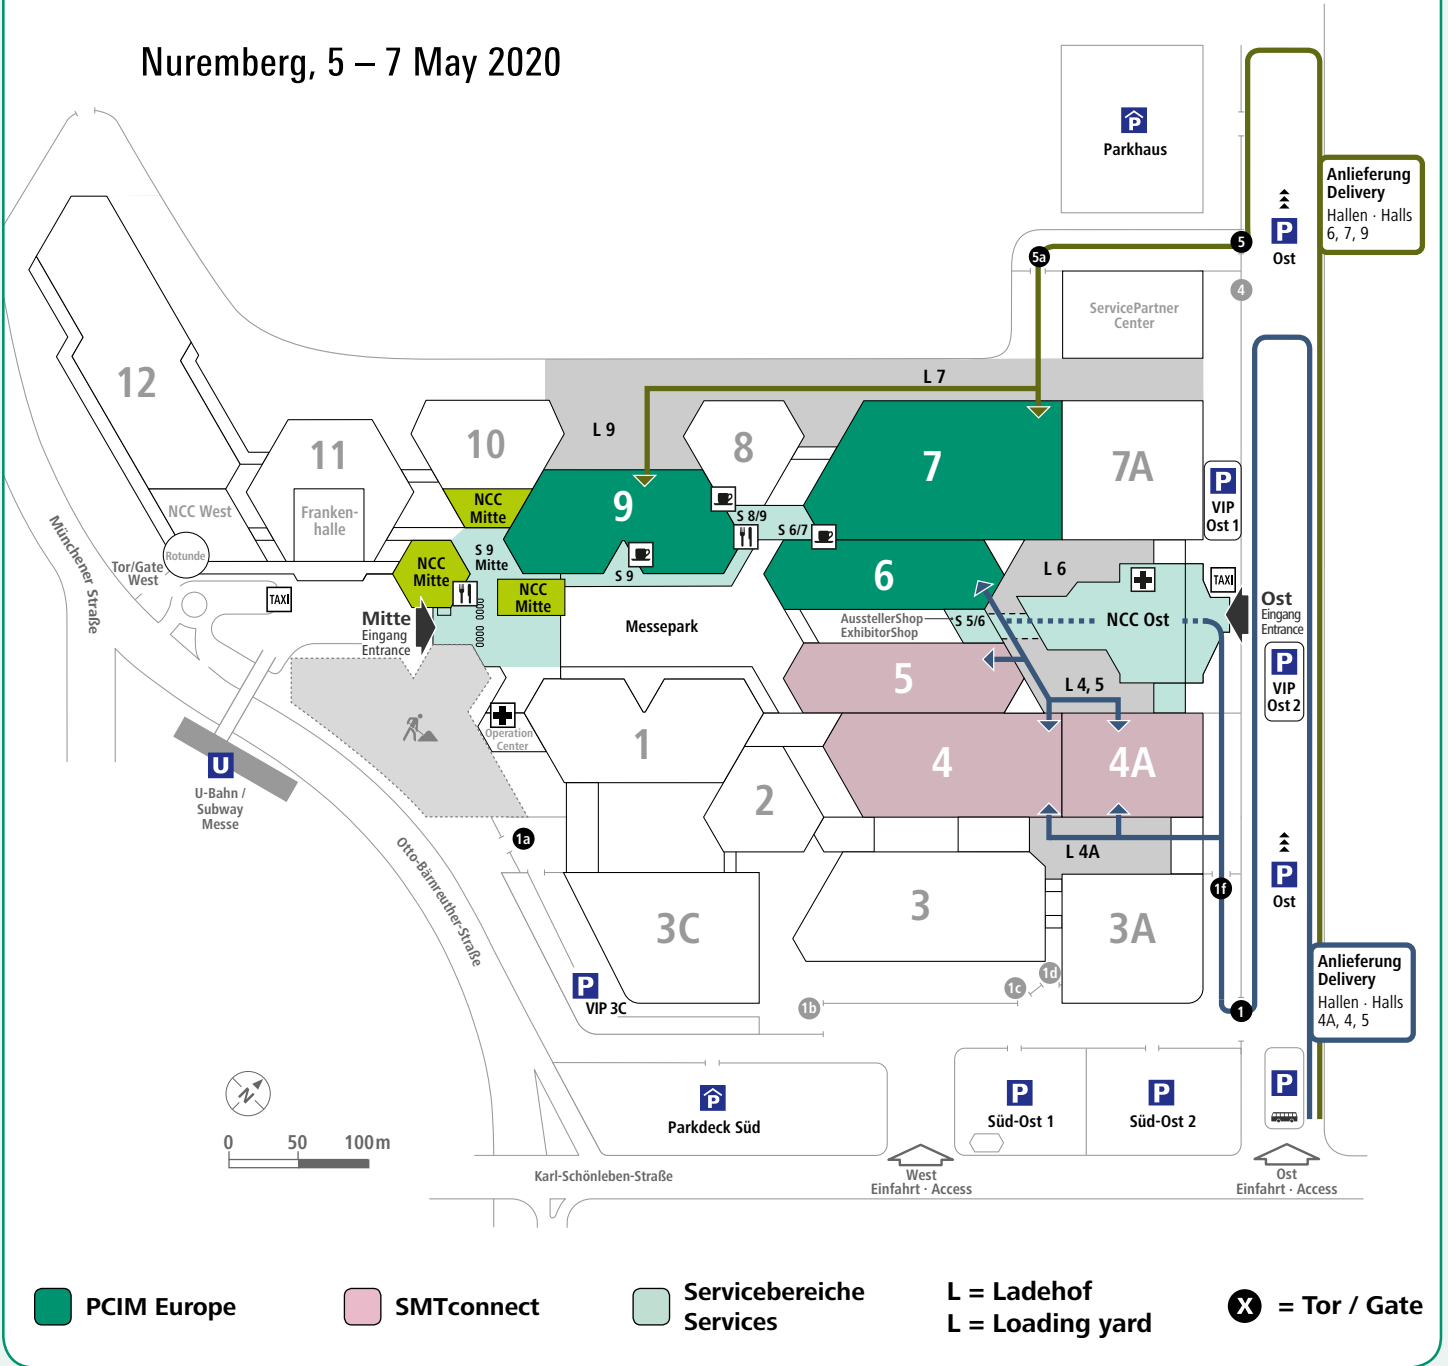 Nuremberg, 5 – 7 May 2020
P
Parkhaus
Anlieferung
Delivery
Hallen · Halls
6, 7, 9
P
Ost
5
5a
4
ServicePartner
Center
12
11
10
L 9
8
L 7
7
7A
P
VIP
Ost 1
NCC West
Franken-
halle
NCC
Mitte
9
S 8/9
S 6/7
Rotunde
Tor/Gate
West
Münchener Straße
TAXI
NCC
Mitte
S 9
Mitte
S 9
NCC
Mitte
6
L 6
TAXI
Mitte
Eingang
Entrance
Messepark
AusstellerShop
ExhibitorShop
S 5/6
NCC Ost
Ost
Eingang
Entrance
P
VIP
Ost 2
5
L 4, 5
Operation
Center
1
4
4A
2
U
U-Bahn /
Subway
Messe
1a
Otto-Bärnreuther-Straße
L 4A
P
Ost
1f
3C
3
3A
P
VIP 3C
1b
1c
1d
1
Anlieferung
Delivery
Hallen · Halls
4A, 4, 5
N
0 50 100 m
P
Parkdeck Süd
P
Süd-Ost 1
P
Süd-Ost 2
P
Karl-Schönleben-Straße
West
Einfahrt · Access
Ost
Einfahrt · Access
PCIM Europe
SMTconnect
Servicebereiche
Services
L = Ladehof
L = Loading yard
X = Tor / Gate